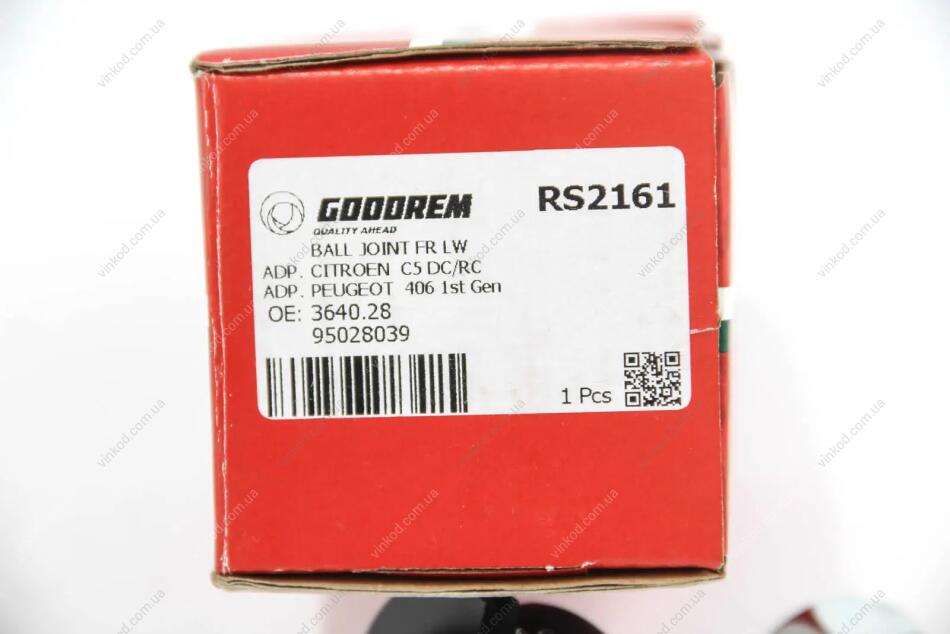 GOODREM
QUALITY AHEAD
RS2161
BALL JOINT FR LW
ADP. CITROEN C5 DC/RC
ADP. PEUGEOT 406 1st Gen
OE: 3640.28
95028039
1 Pcs
vinkod.com.ua